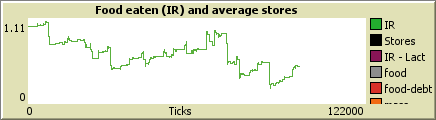 Food eaten (IR) and average stores
1.11
0
0
Ticks
122000
IR
Stores
IR - Lact
food
food-debt